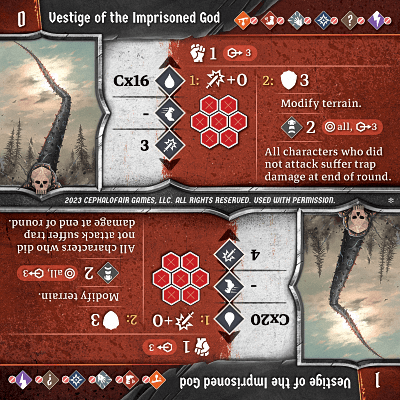 0 Vestige of the Imprisoned God
1 3
Cx16 1: +0 2: 3
Modify terrain.
- 2 all, 3
3
All characters who did
not attack suffer trap
damage at end of round.
2023 CEPHALOFAIR GAMES, LLC. ALL RIGHTS RESERVED. USED WITH PERMISSION.
1 Vestige of the Imprisoned God
1 3
Cx20 1: +0 2: 3
Modify terrain.
- 2 all, 3
4
All characters who did
not attack suffer trap
damage at end of round.